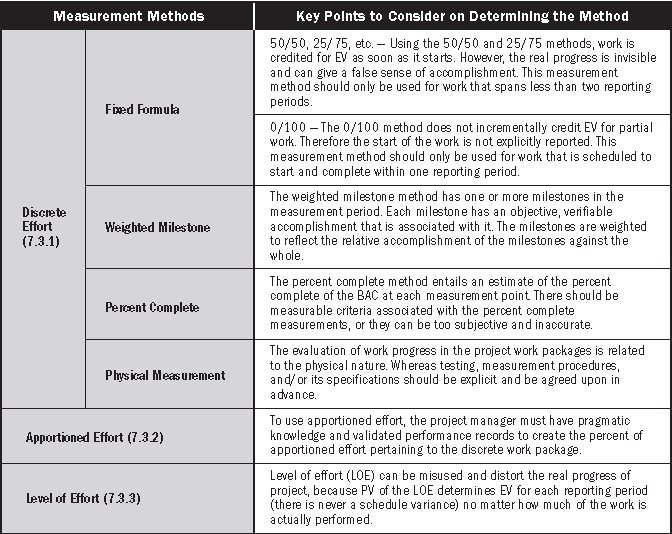 Measurement Methods
Key Points to Consider on Determining the Method
Discrete
Effort
(7.3.1)
Fixed Formula
50/50, 25/75, etc. — Using the 50/50 and 25/75 methods, work is
credited for EV as soon as it starts. However, the real progress is invisible
and can give a false sense of accomplishment. This measurement
method should only be used for work that spans less than two reporting
periods.
0/100 — The 0/100 method does not incrementally credit EV for partial
work. Therefore the start of the work is not explicitly reported. This
measurement method should only be used for work that is scheduled to
start and complete within one reporting period.
Weighted Milestone
The weighted milestone method has one or more milestones in the
measurement period. Each milestone has an objective, verifiable
accomplishment that is associated with it. The milestones are weighted
to reflect the relative accomplishment of the milestones against the
whole.
Percent Complete
The percent complete method entails an estimate of the percent
complete of the BAC at each measurement point. There should be
measurable criteria associated with the percent complete
measurements, or they can be too subjective and inaccurate.
Physical Measurement
The evaluation of work progress in the project work packages is related
to the physical nature. Whereas testing, measurement procedures,
and/or its specifications should be explicit and be agreed upon in
advance.
Apportioned Effort (7.3.2)
To use apportioned effort, the project manager must have pragmatic
knowledge and validated performance records to create the percent of
apportioned effort pertaining to the discrete work package.
Level of Effort (7.3.3)
Level of effort (LOE) can be misused and distort the real progress of
project, because PV of the LOE determines EV for each reporting period
(there is never a schedule variance) no matter how much of the work is
actually performed.